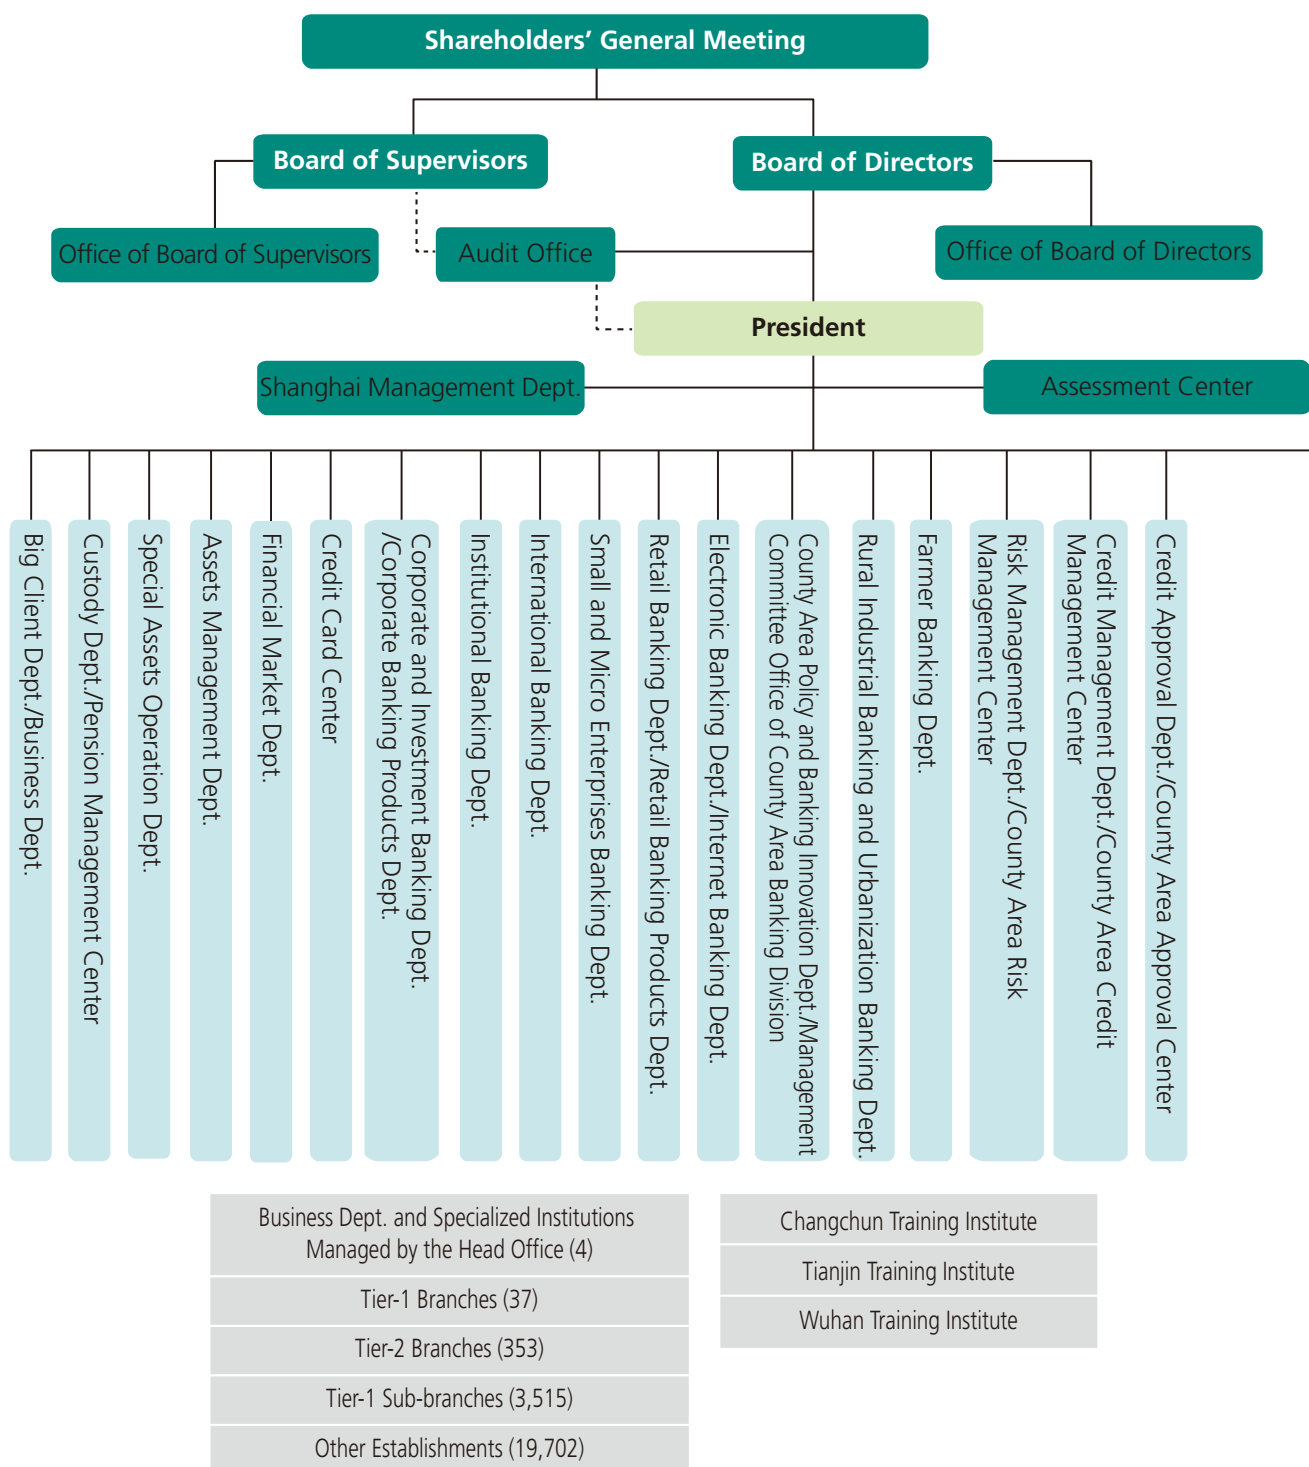 Shareholders' General Meeting
Board of Supervisors
Board of Directors
Office of Board of Supervisors
Audit Office
Office of Board of Directors
President
Shanghai Management Dept.
Assessment Center
Big Client Dept./Business Dept.
Custody Dept./Pension Management Center
Special Assets Operation Dept.
Assets Management Dept.
Financial Market Dept.
Credit Card Center
Corporate and Investment Banking Dept.
/Corporate Banking Products Dept.
Institutional Banking Dept.
International Banking Dept.
Small and Micro Enterprises Banking Dept.
Retail Banking Dept./Retail Banking Products Dept.
Electronic Banking Dept./Internet Banking Dept.
County Area Policy and Banking Innovation Dept./Management
Committee Office of County Area Banking Division
Rural Industrial Banking and Urbanization Banking Dept.
Farmer Banking Dept.
Risk Management Dept./County Area Risk
Management Center
Credit Management Dept./County Area Credit
Management Center
Credit Approval Dept./County Area Approval Center
Business Dept. and Specialized Institutions
Managed by the Head Office (4)
Tier-1 Branches (37)
Tier-2 Branches (353)
Tier-1 Sub-branches (3,515)
Other Establishments (19,702)
Changchun Training Institute
Tianjin Training Institute
Wuhan Training Institute